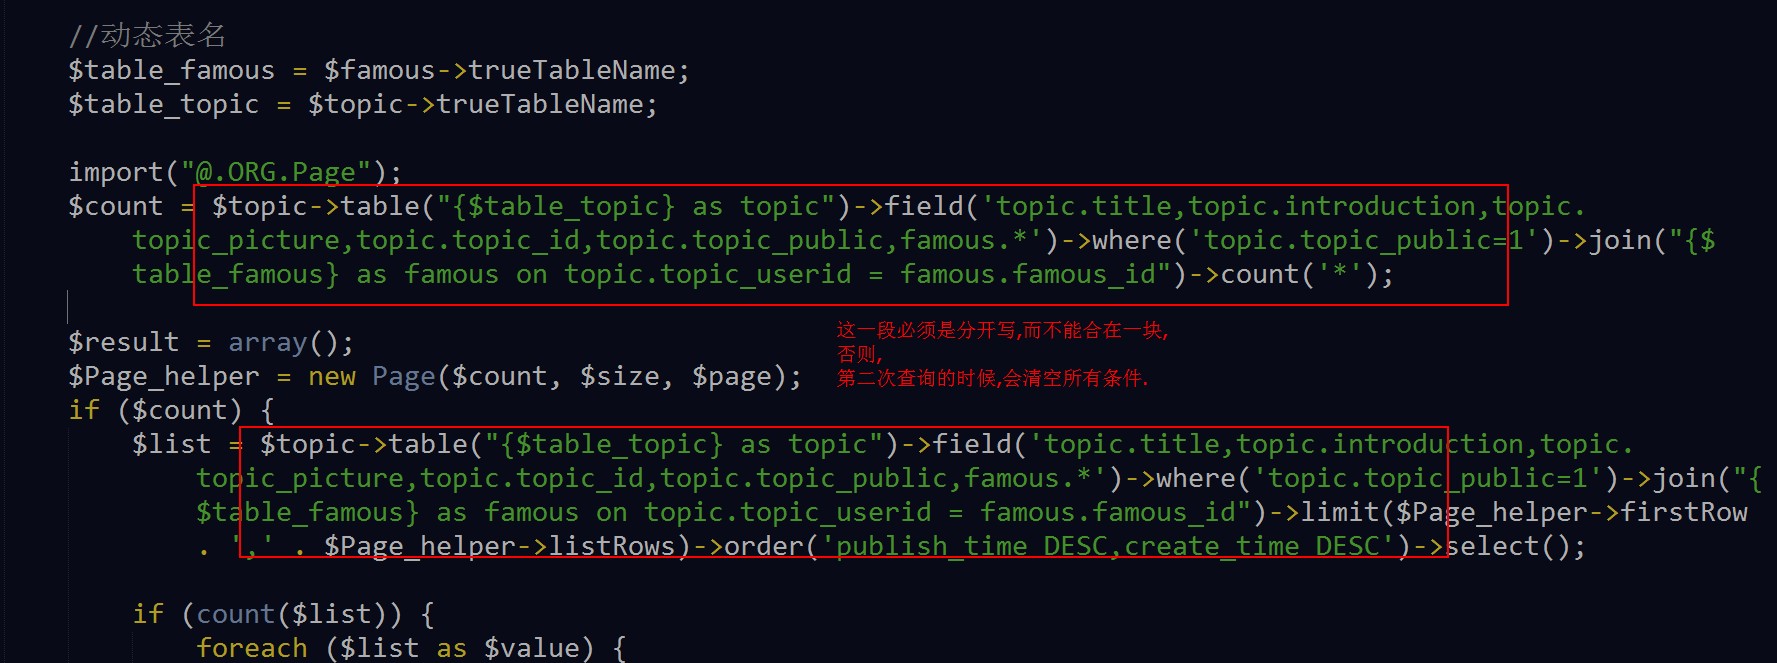 //动态表名
$table_famous = $famous->trueTableName;
$table_topic = $topic->trueTableName;
import("@.ORG.Page");
$count = $topic->table("{$table_topic} as topic")->field('topic.title,topic.introduction,topic.
topic_picture,topic.topic_id,topic.topic_public,famous.*')->where('topic.topic_public=1')->join("{$
table_famous} as famous on topic.topic_userid = famous.famous_id")->count('*');
这一段必须是分开写,而不能合在一块,
否则,
第二次查询的时候,会清空所有条件.
$result = array();
$Page_helper = new Page($count, $size, $page);
if ($count) {
$list = $topic->table("{$table_topic} as topic")->field('topic.title,topic.introduction,topic.
topic_picture,topic.topic_id,topic.topic_public,famous.*')->where('topic.topic_public=1')->join("{
$table_famous} as famous on topic.topic_userid = famous.famous_id")->limit($Page_helper->firstRow
. ',' . $Page_helper->listRows)->order('publish_time DESC,create_time DESC')->select();
if (count($list)) {
foreach ($list as $value) {